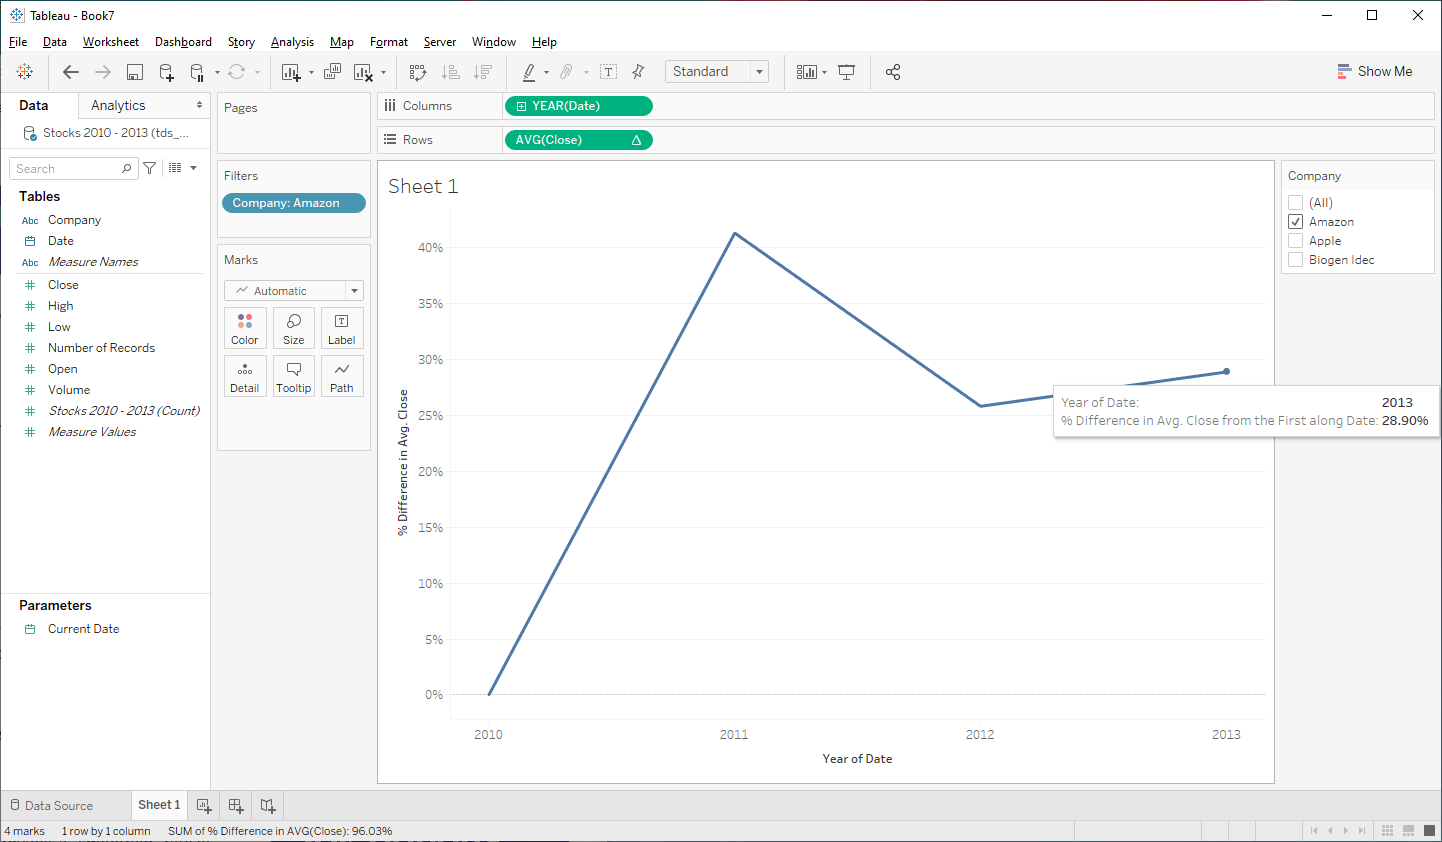 Tableau - Book7
File Data Worksheet Dashboard Story Analysis Map Format Server Window Help
Standard
Show Me
Data Analytics
Stocks 2010 - 2013 (tds_...
Search
Tables
Abc Company
Date
Abc Measure Names
Close
High
Low
Number of Records
Open
Volume
Stocks 2010 - 2013 (Count)
Measure Values
Parameters
Current Date
Pages
Filters
Company: Amazon
Marks
Automatic
Color Size Label
Detail Tooltip Path
Columns YEAR(Date)
Rows AVG(Close) Δ
Sheet 1
40%
35%
30%
25%
20%
15%
10%
5%
0%
% Difference in Avg. Close
2010 2011 2012 2013
Year of Date
Year of Date: 2013
% Difference in Avg. Close from the First along Date: 28.90%
Company
(All)
Amazon
Apple
Biogen Idec
Data Source Sheet 1
4 marks 1 row by 1 column SUM of % Difference in AVG(Close): 96.03%